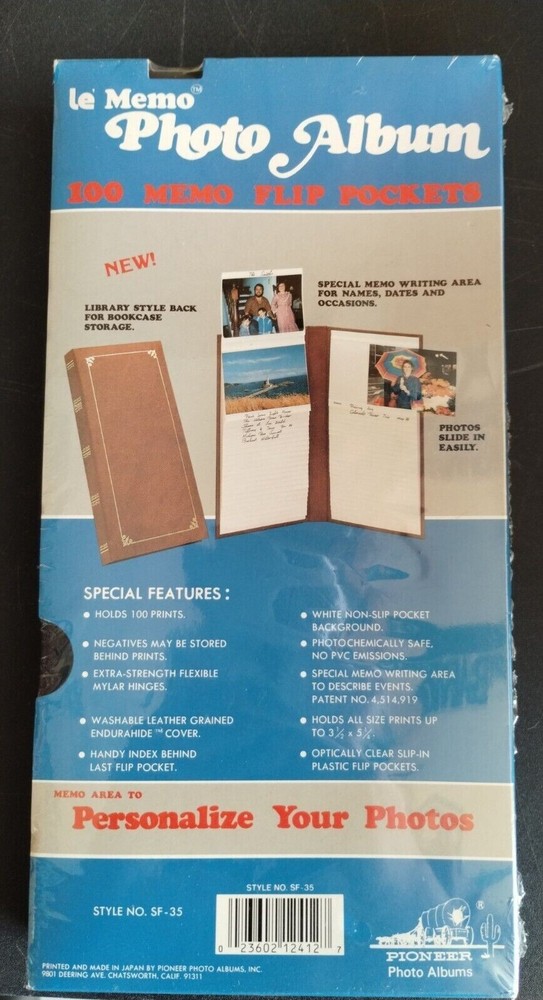 le Memo™
Photo Album
100 MEMO FLIP POCKETS
NEW!
LIBRARY STYLE BACK
FOR BOOKCASE
STORAGE.
SPECIAL MEMO WRITING AREA
FOR NAMES, DATES AND
OCCASIONS.
PHOTOS
SLIDE IN
EASILY.
SPECIAL FEATURES:
• HOLDS 100 PRINTS.
• NEGATIVES MAY BE STORED
BEHIND PRINTS.
• EXTRA-STRENGTH FLEXIBLE
MYLAR HINGES.
• WASHABLE LEATHER GRAINED
ENDURAHIDE™ COVER.
• HANDY INDEX BEHIND
LAST FLIP POCKET.
• WHITE NON-SLIP POCKET
BACKGROUND.
• PHOTOCHEMICALLY SAFE,
NO PVC EMISSIONS.
• SPECIAL MEMO WRITING AREA
TO DESCRIBE EVENTS.
PATENT NO. 4,514,919
• HOLDS ALL SIZE PRINTS UP
TO 3½ x 5¼.
• OPTICALLY CLEAR SLIP-IN
PLASTIC FLIP POCKETS.
MEMO AREA TO
Personalize Your Photos
STYLE NO. SF-35
STYLE NO. SF-35
0 23602 12412 7
PRINTED AND MADE IN JAPAN BY PIONEER PHOTO ALBUMS, INC.
9801 DEERING AVE. CHATSWORTH, CALIF. 91311
®
PIONEER
Photo Albums